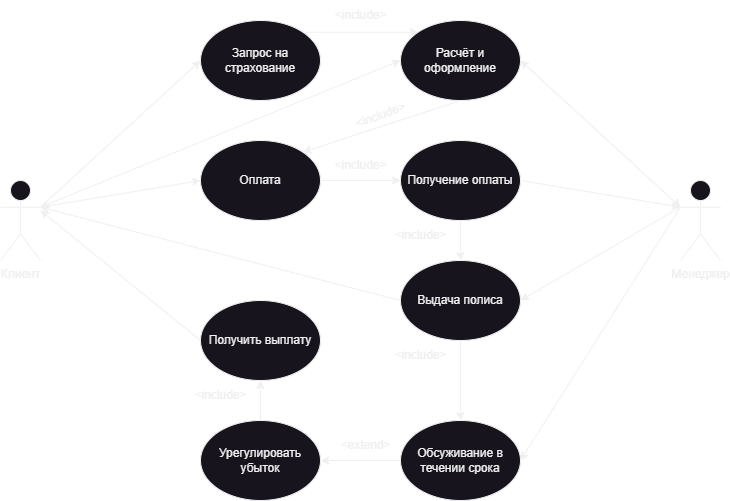 <include>
Запрос на
страхование
Расчёт и
оформление
<include>
<include>
Оплата
Получение оплаты
<include>
Клиент
Менеджер
Выдача полиса
Получить выплату
<include>
<include>
<extend>
Урегулировать
убыток
Обсуживание в
течении срока